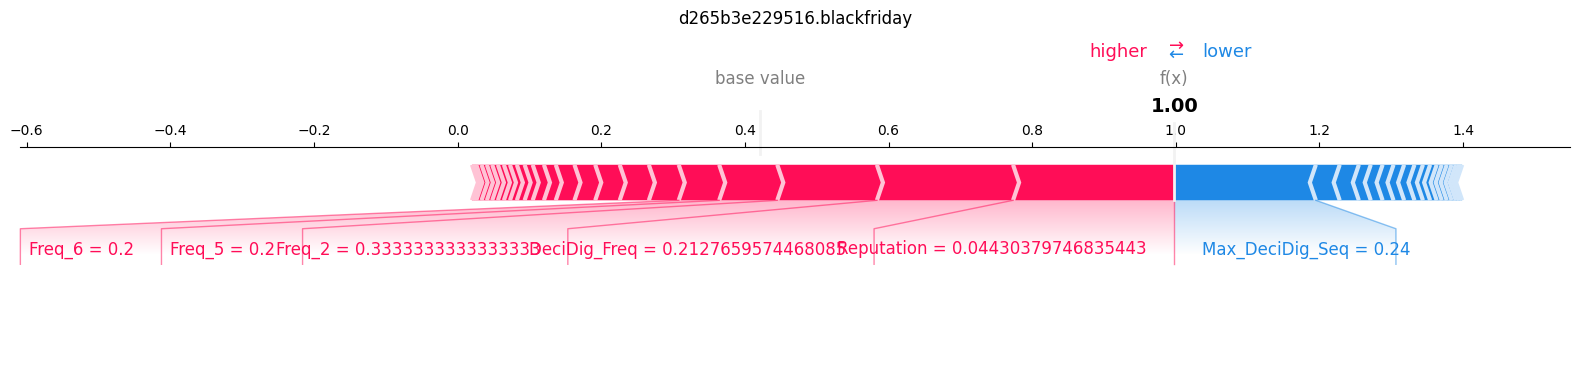 d265b3e229516.blackfriday
higher ⇄ lower
base value f(x)
1.00
−0.6 −0.4 −0.2 0.0 0.2 0.4 0.6 0.8 1.0 1.2 1.4
Freq_6 = 0.2 Freq_5 = 0.2 Freq_2 = 0.3333333333333333 DeciDig_Freq = 0.2127659574468085 Reputation = 0.04430379746835443 Max_DeciDig_Seq = 0.24